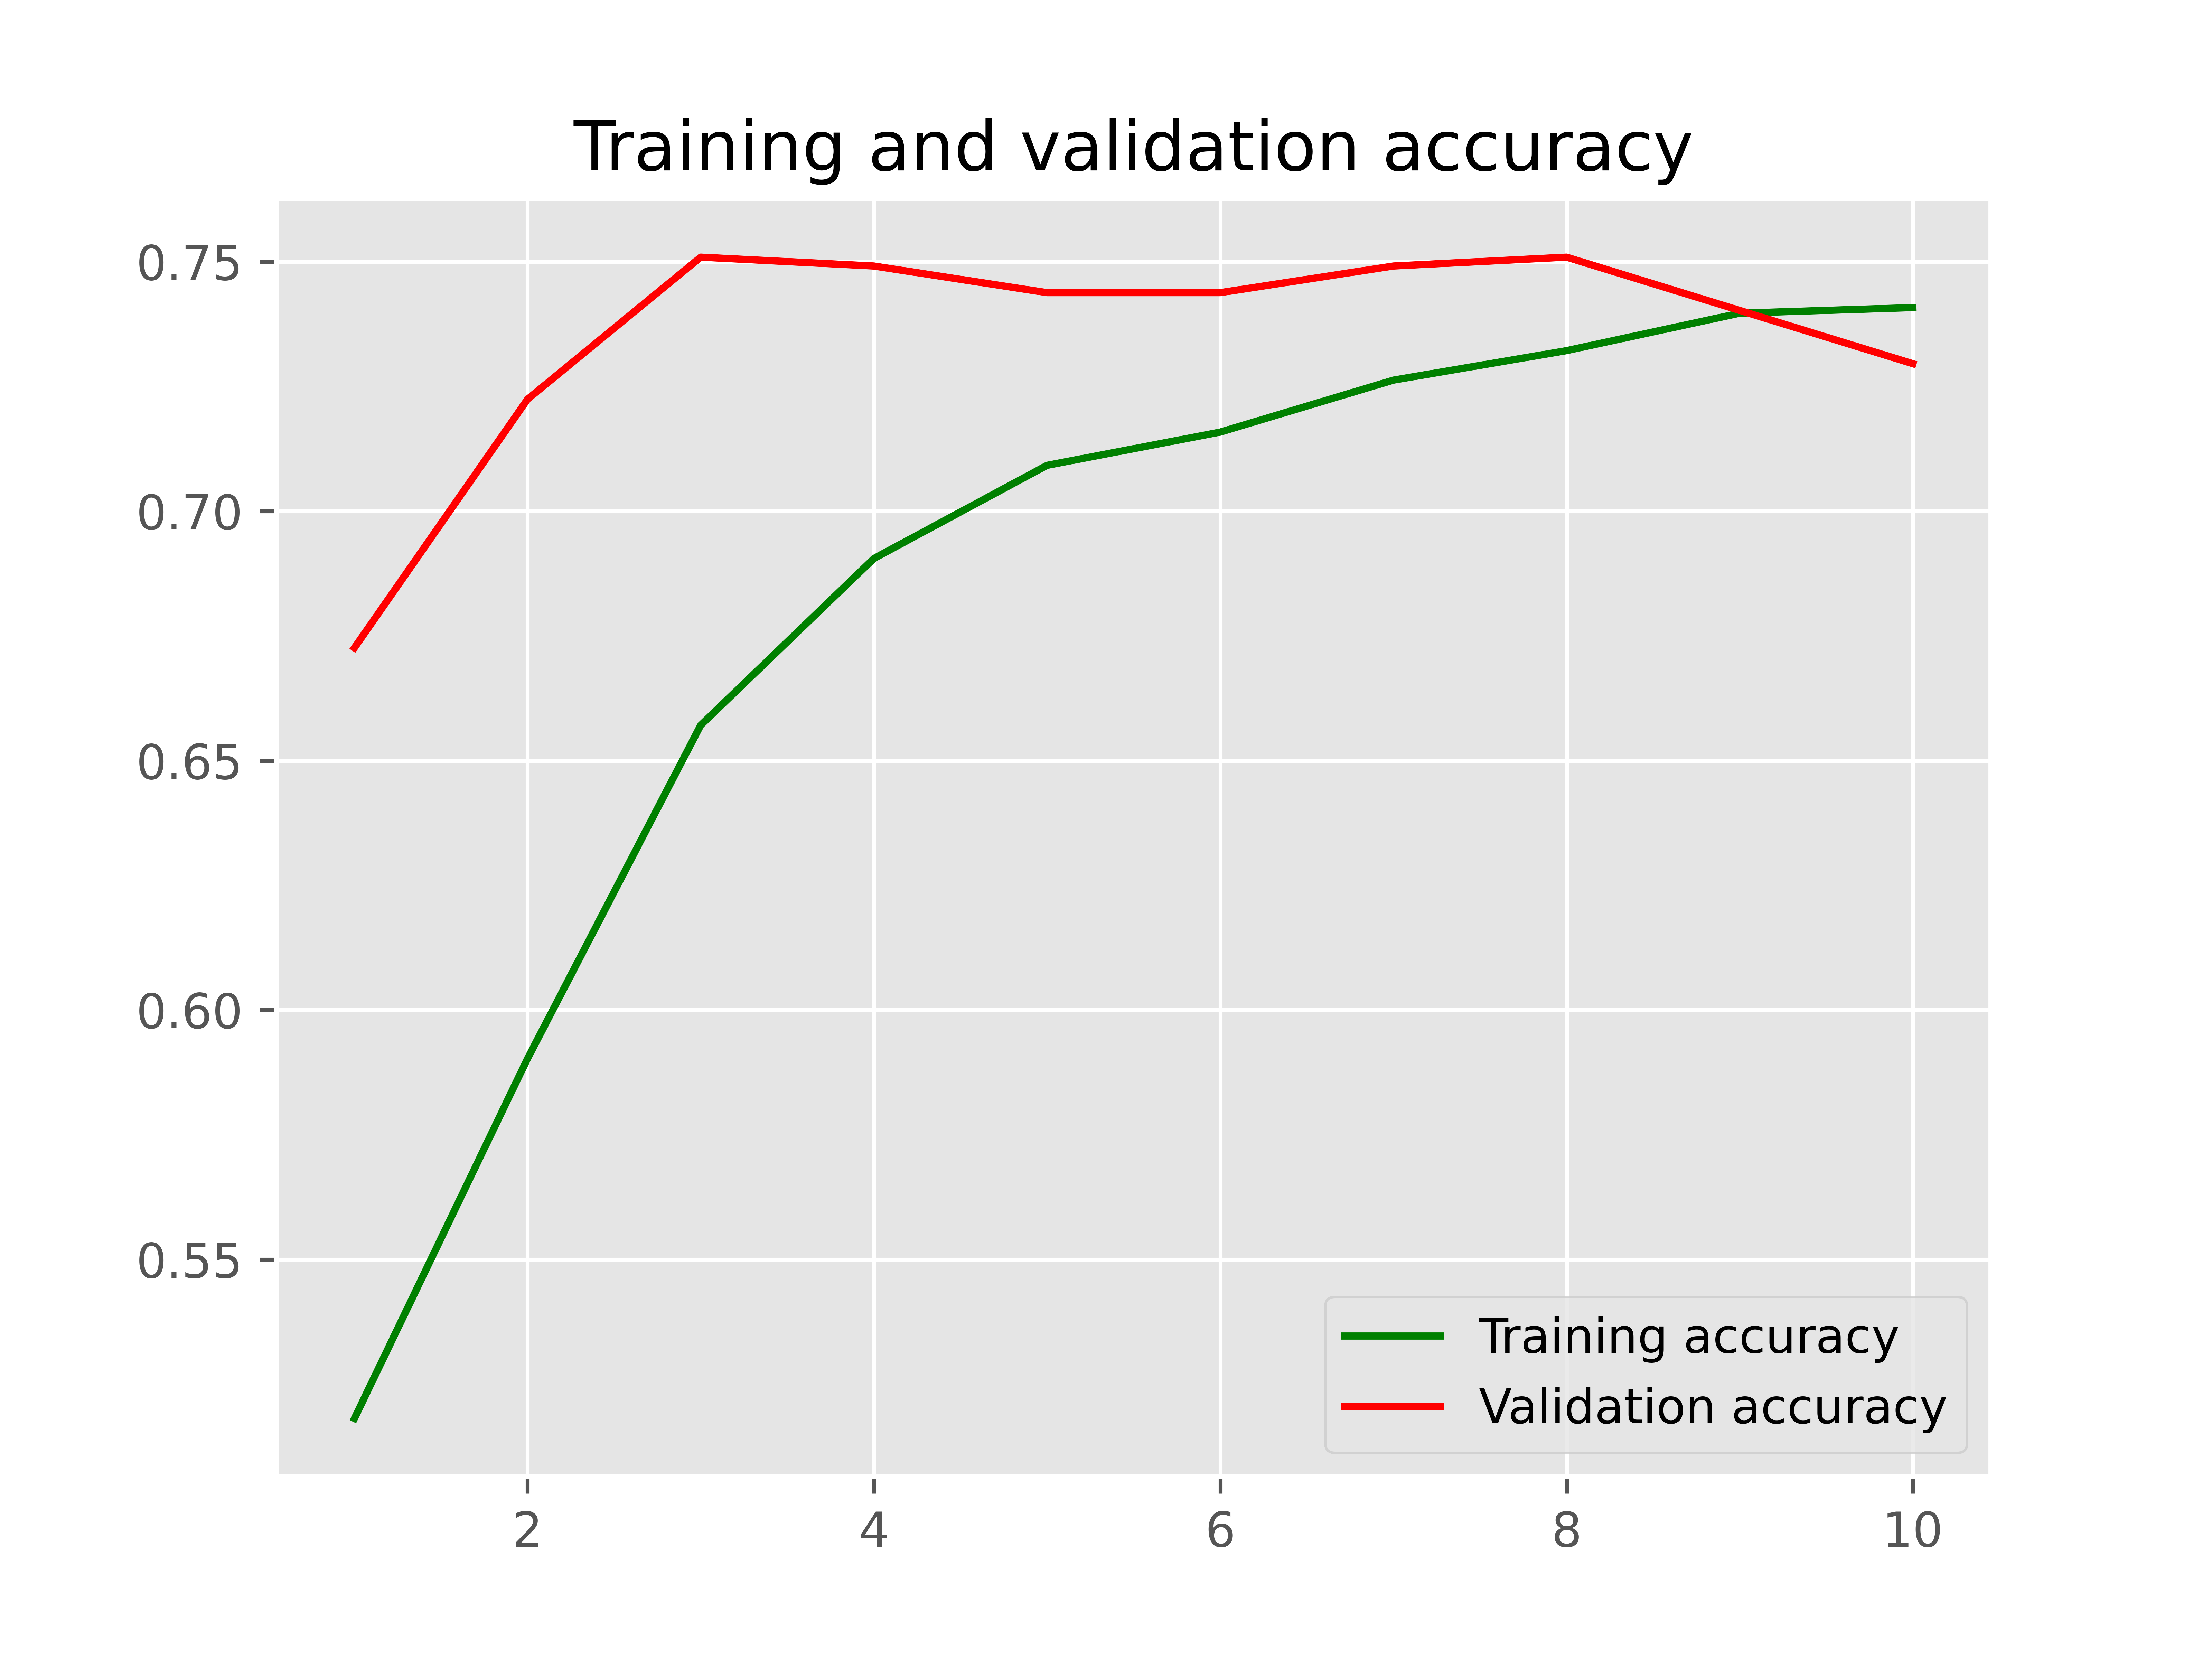 Training and validation accuracy
0.75
0.70
0.65
0.60
0.55
Training accuracy
Validation accuracy
2 4 6 8 10